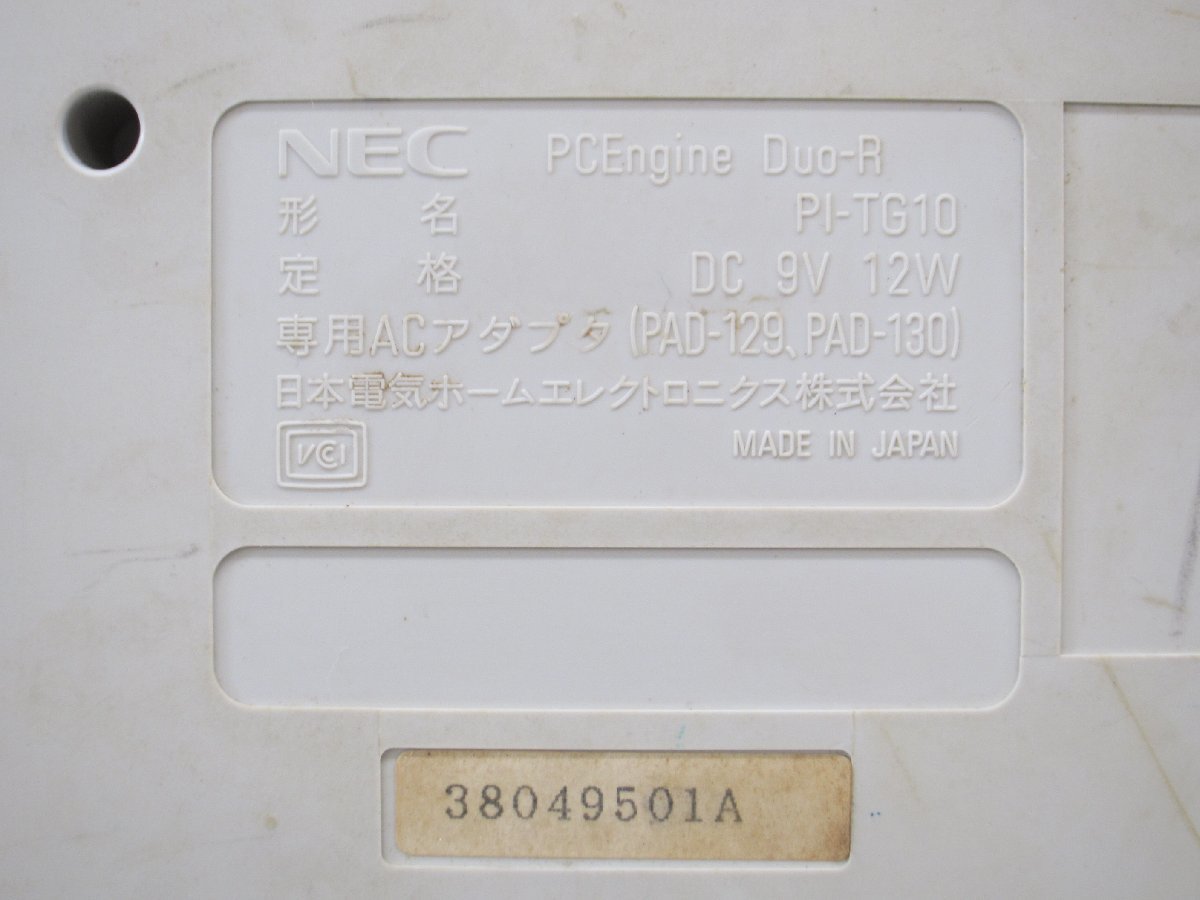 NEC PCEngine Duo-R
形名 PI-TG10
定格 DC 9V 12W
専用ACアダプタ(PAD-129、PAD-130)
日本電気ホームエレクトロニクス株式会社
VCI MADE IN JAPAN
38049501A